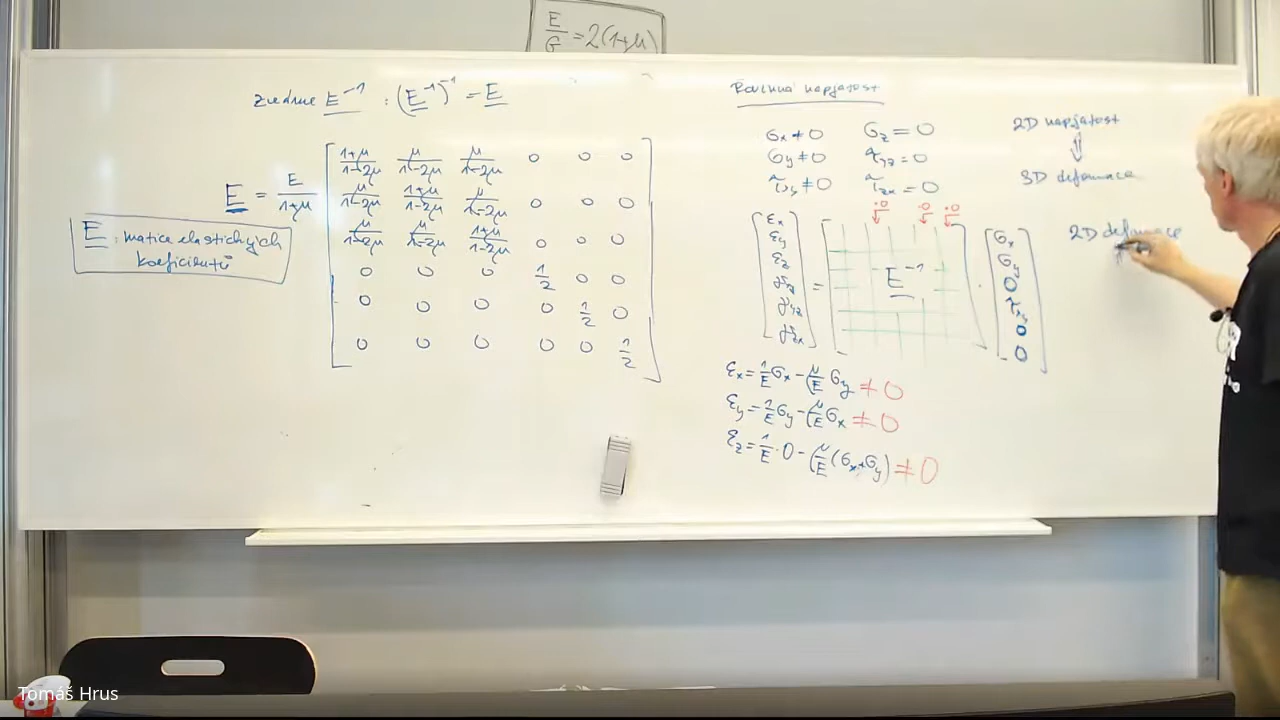 E/G = 2(1+μ)
E⁻¹ : (E⁻¹)⁻¹ = E
E = E/(1+μ)
(1-μ)/(1-2μ) μ/(1-2μ) μ/(1-2μ) 0 0 0
μ/(1-2μ) (1-μ)/(1-2μ) μ/(1-2μ) 0 0 0
μ/(1-2μ) μ/(1-2μ) (1-μ)/(1-2μ) 0 0 0
0 0 0 1/2 0 0
0 0 0 0 1/2 0
0 0 0 0 0 1/2
E : matice elastických
koeficientů
Rovinná napjatost
σx ≠ 0 σz = 0
σy ≠ 0 τyz = 0
τxy ≠ 0 τzx = 0
2D napjatost
⇕
3D deformace
2D deformace
·0 ·0 ·0
εx
εy
εz
γxy
γyz
γzx
= E⁻¹ ·
σx
σy
0
τxy
0
0
εx = 1/E σx - μ/E σy ≠ 0
εy = 1/E σy - μ/E σx ≠ 0
εz = 1/E · 0 - μ/E (σx + σy) ≠ 0
Tomáš Hrus